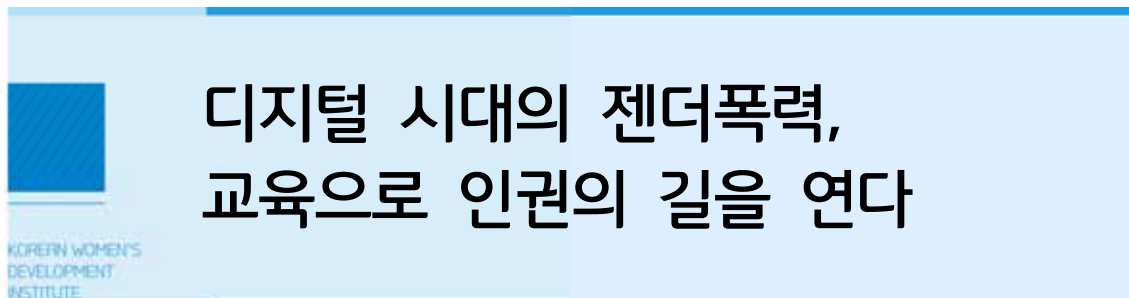 디지털 시대의 젠더폭력,
교육으로 인권의 길을 연다
KOREAN WOMEN'S
DEVELOPMENT
INSTITUTE